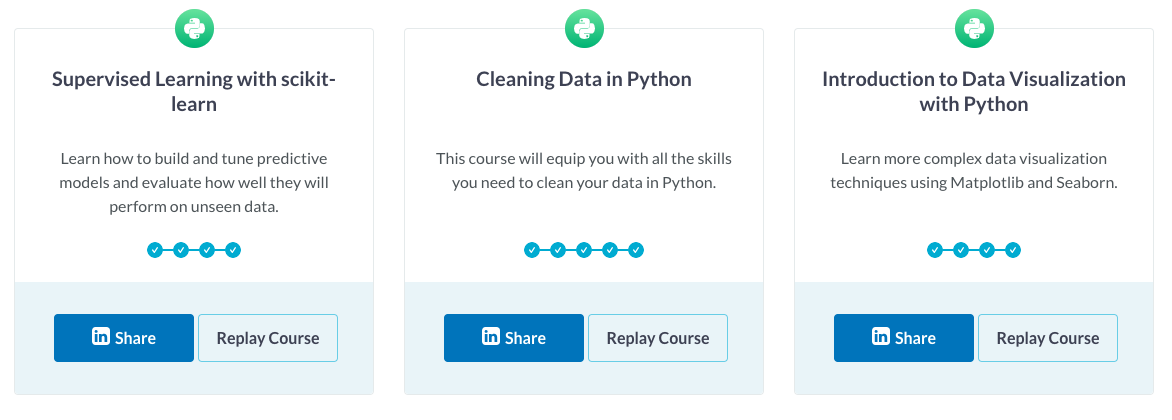 Supervised Learning with scikit-
learn
Learn how to build and tune predictive
models and evaluate how well they will
perform on unseen data.
in Share
Replay Course
Cleaning Data in Python
This course will equip you with all the skills
you need to clean your data in Python.
in Share
Replay Course
Introduction to Data Visualization
with Python
Learn more complex data visualization
techniques using Matplotlib and Seaborn.
in Share
Replay Course